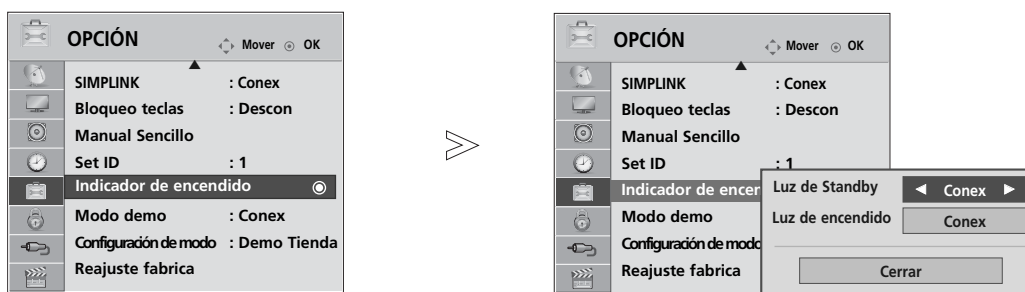 OPCIÓN Mover OK
SIMPLINK : Conex
Bloqueo teclas : Descon
Manual Sencillo
Set ID : 1
Indicador de encendido
Modo demo : Conex
Configuración de modo : Demo Tienda
Reajuste fabrica
OPCIÓN Mover OK
SIMPLINK : Conex
Bloqueo teclas : Descon
Manual Sencillo
Set ID : 1
Indicador de encer
Modo demo
Configuración de modo
Reajuste fabrica
Luz de Standby ◄ Conex ►
Luz de encendido Conex
Cerrar